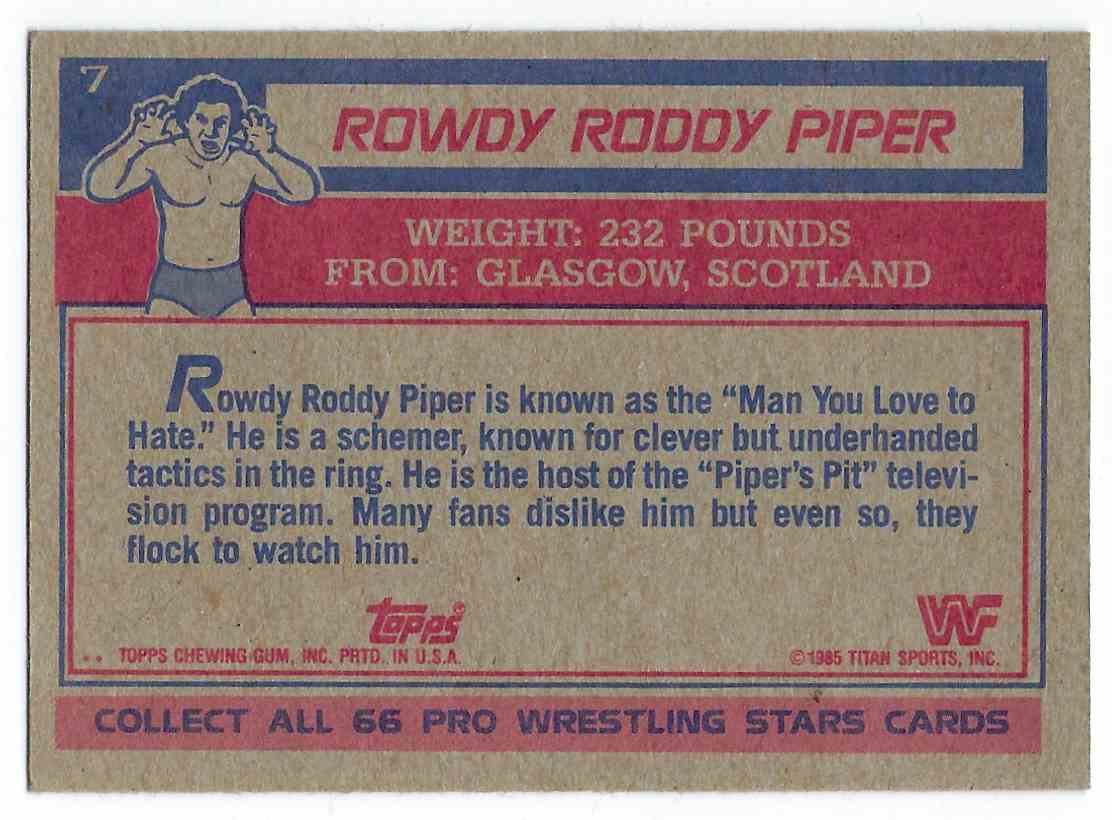 7
ROWDY RODDY PIPER
WEIGHT: 232 POUNDS
FROM: GLASGOW, SCOTLAND
Rowdy Roddy Piper is known as the “Man You Love to
Hate.” He is a schemer, known for clever but underhanded
tactics in the ring. He is the host of the “Piper’s Pit” televi-
sion program. Many fans dislike him but even so, they
flock to watch him.
topps®
WF
** TOPPS CHEWING GUM, INC. PRTD. IN U.S.A.
©1985 TITAN SPORTS, INC.
COLLECT ALL 66 PRO WRESTLING STARS CARDS